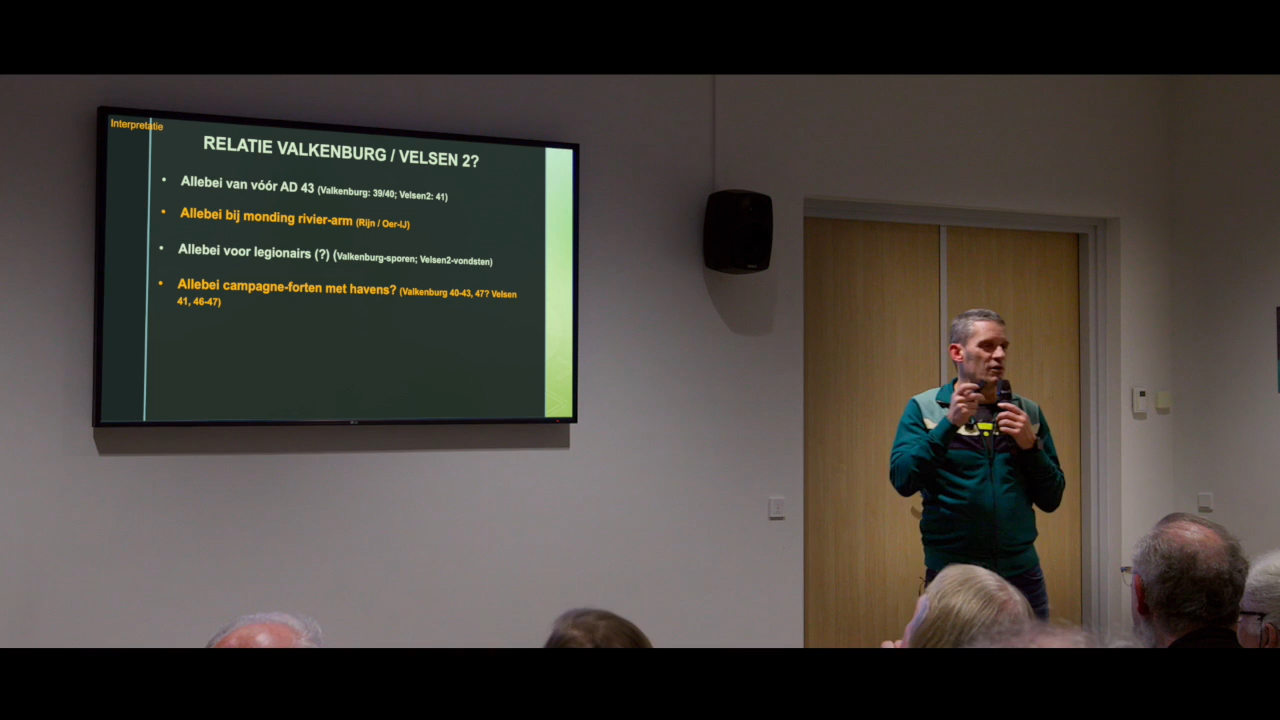 Interpretatie
RELATIE VALKENBURG / VELSEN 2?
• Allebei van vóór AD 43 (Valkenburg: 39/40; Velsen2: 41)
• Allebei bij monding rivier-arm (Rijn / Oer-IJ)
• Allebei voor legionairs (?) (Valkenburg-sporen; Velsen2-vondsten)
• Allebei campagne-forten met havens? (Valkenburg 40-43, 47? Velsen
41, 46-47)